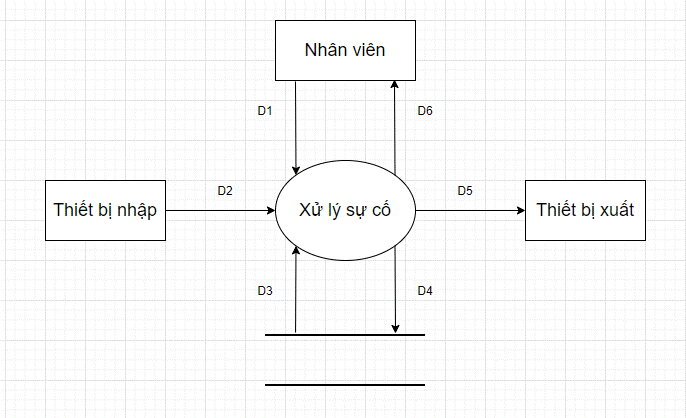 Nhân viên
D1
D6
D2
D5
Thiết bị nhập
Xử lý sự cố
Thiết bị xuất
D3
D4